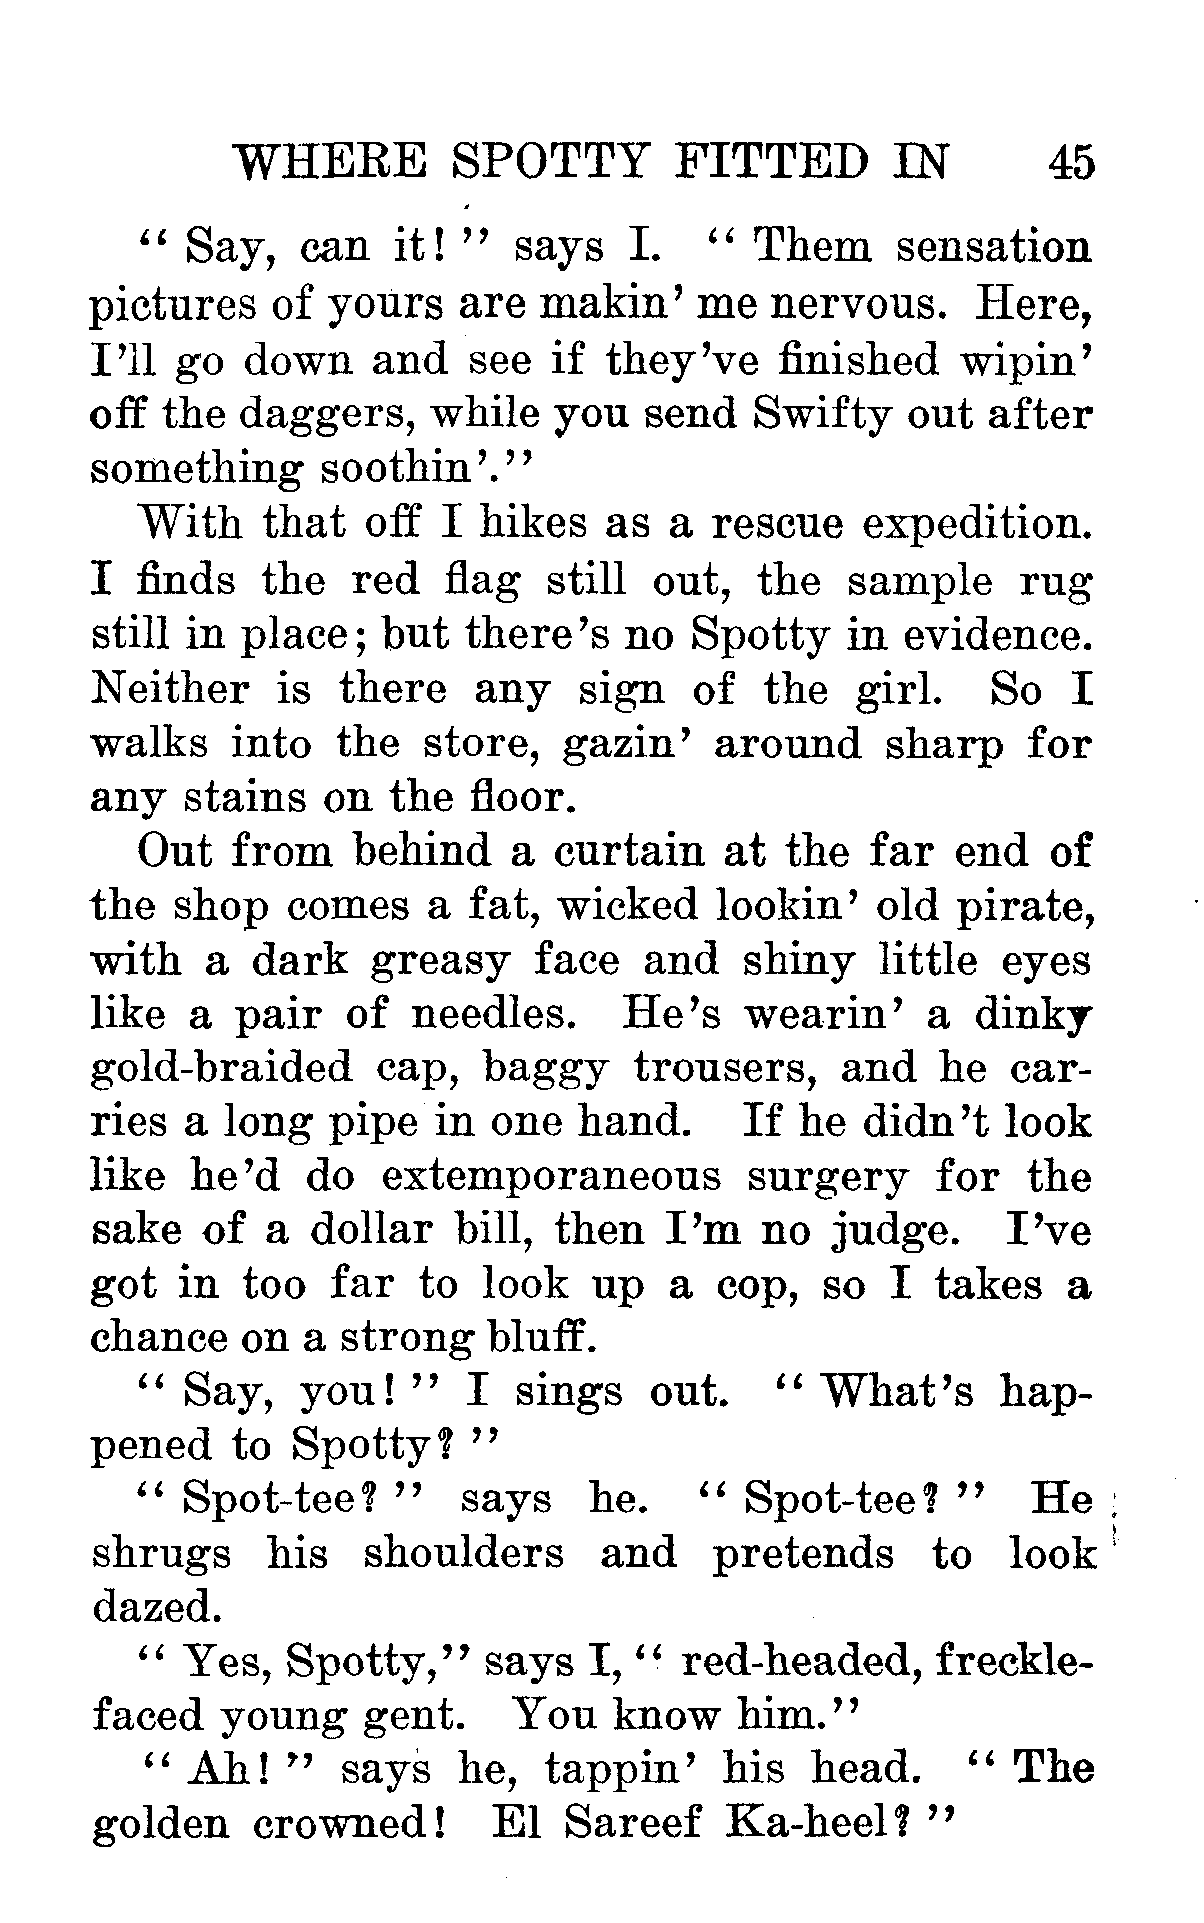 WHERE SPOTTY FITTED IN 45
“ Say, can it! ” says I. “ Them sensation
pictures of yours are makin’ me nervous. Here,
I’ll go down and see if they’ve finished wipin’
off the daggers, while you send Swifty out after
something soothin’.”
With that off I hikes as a rescue expedition.
I finds the red flag still out, the sample rug
still in place; but there’s no Spotty in evidence.
Neither is there any sign of the girl. So I
walks into the store, gazin’ around sharp for
any stains on the floor.
Out from behind a curtain at the far end of
the shop comes a fat, wicked lookin’ old pirate,
with a dark greasy face and shiny little eyes
like a pair of needles. He’s wearin’ a dinky
gold-braided cap, baggy trousers, and he car-
ries a long pipe in one hand. If he didn’t look
like he’d do extemporaneous surgery for the
sake of a dollar bill, then I’m no judge. I’ve
got in too far to look up a cop, so I takes a
chance on a strong bluff.
“ Say, you! ” I sings out. “ What’s hap-
pened to Spotty? ”
“ Spot-tee? ” says he. “ Spot-tee? ” He
shrugs his shoulders and pretends to look
dazed.
“ Yes, Spotty,” says I, “ red-headed, freckle-
faced young gent. You know him.”
“ Ah! ” says he, tappin’ his head. “ The
golden crowned! El Sareef Ka-heel? ”